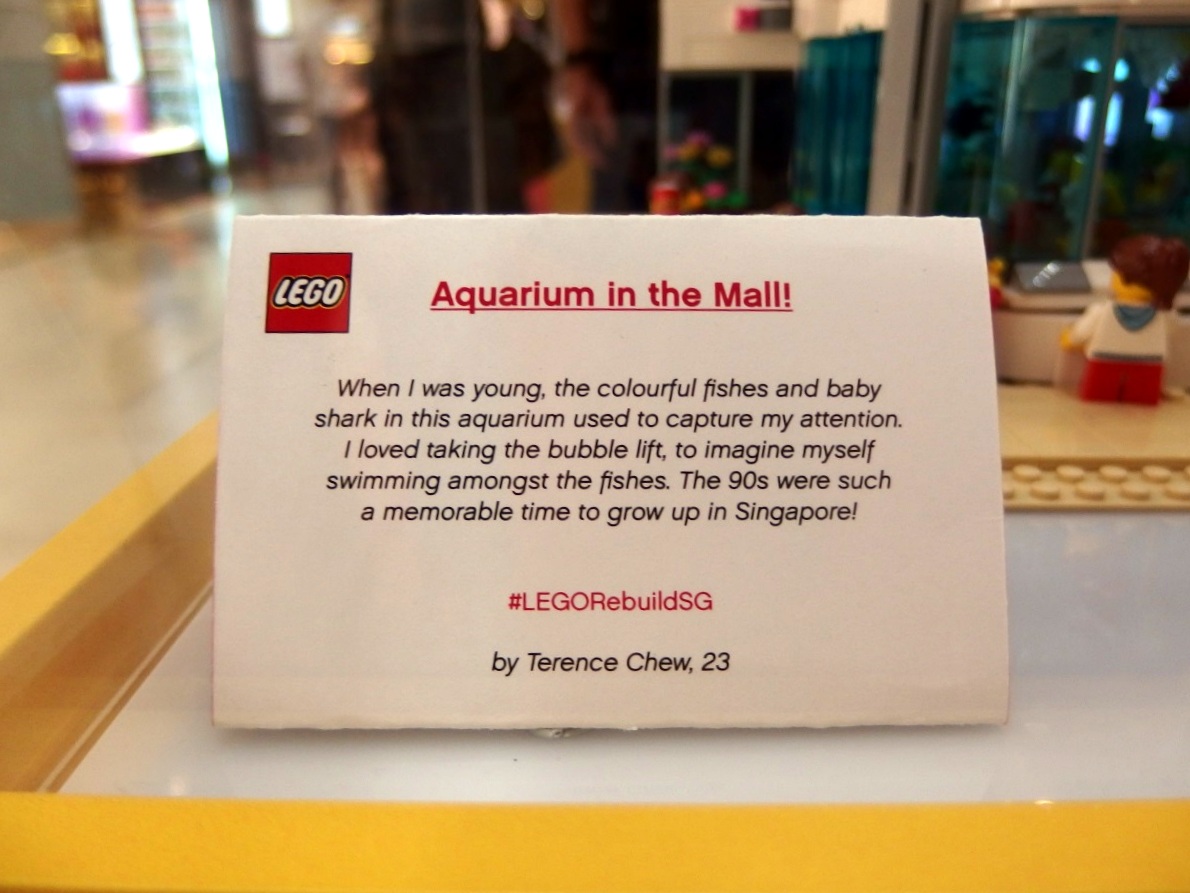 LEGO
Aquarium in the Mall!
When I was young, the colourful fishes and baby
shark in this aquarium used to capture my attention.
I loved taking the bubble lift, to imagine myself
swimming amongst the fishes. The 90s were such
a memorable time to grow up in Singapore!
#LEGORebuildSG
by Terence Chew, 23